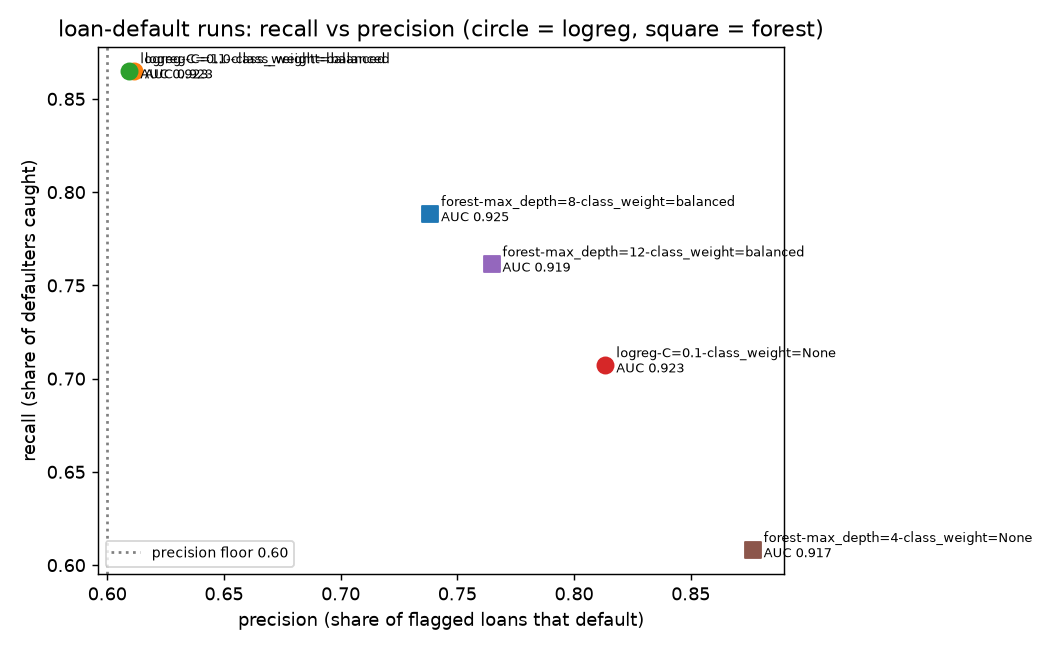 loan-default runs: recall vs precision (circle = logreg, square = forest)
0.85
0.80
forest-max_depth=8-class_weight=balanced
AUC 0.925
forest-max_depth=12-class_weight=balanced
AUC 0.919
0.75
recall (share of defaulters caught)
logreg-C=0.1-class_weight=None
AUC 0.923
0.70
0.65
forest-max_depth=4-class_weight=None
AUC 0.917
precision floor 0.60
0.60
0.60 0.65 0.70 0.75 0.80 0.85
precision (share of flagged loans that default)